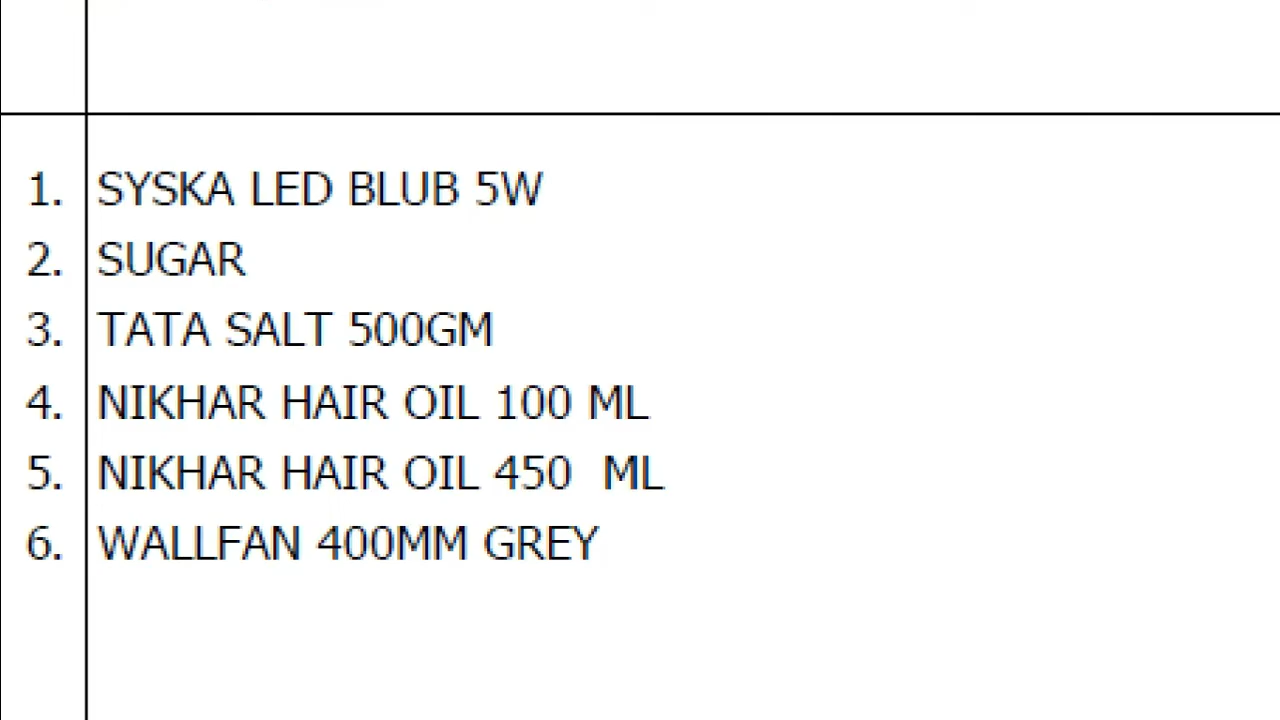 1. SYSKA LED BLUB 5W
2. SUGAR
3. TATA SALT 500GM
4. NIKHAR HAIR OIL 100 ML
5. NIKHAR HAIR OIL 450  ML
6. WALLFAN 400MM GREY